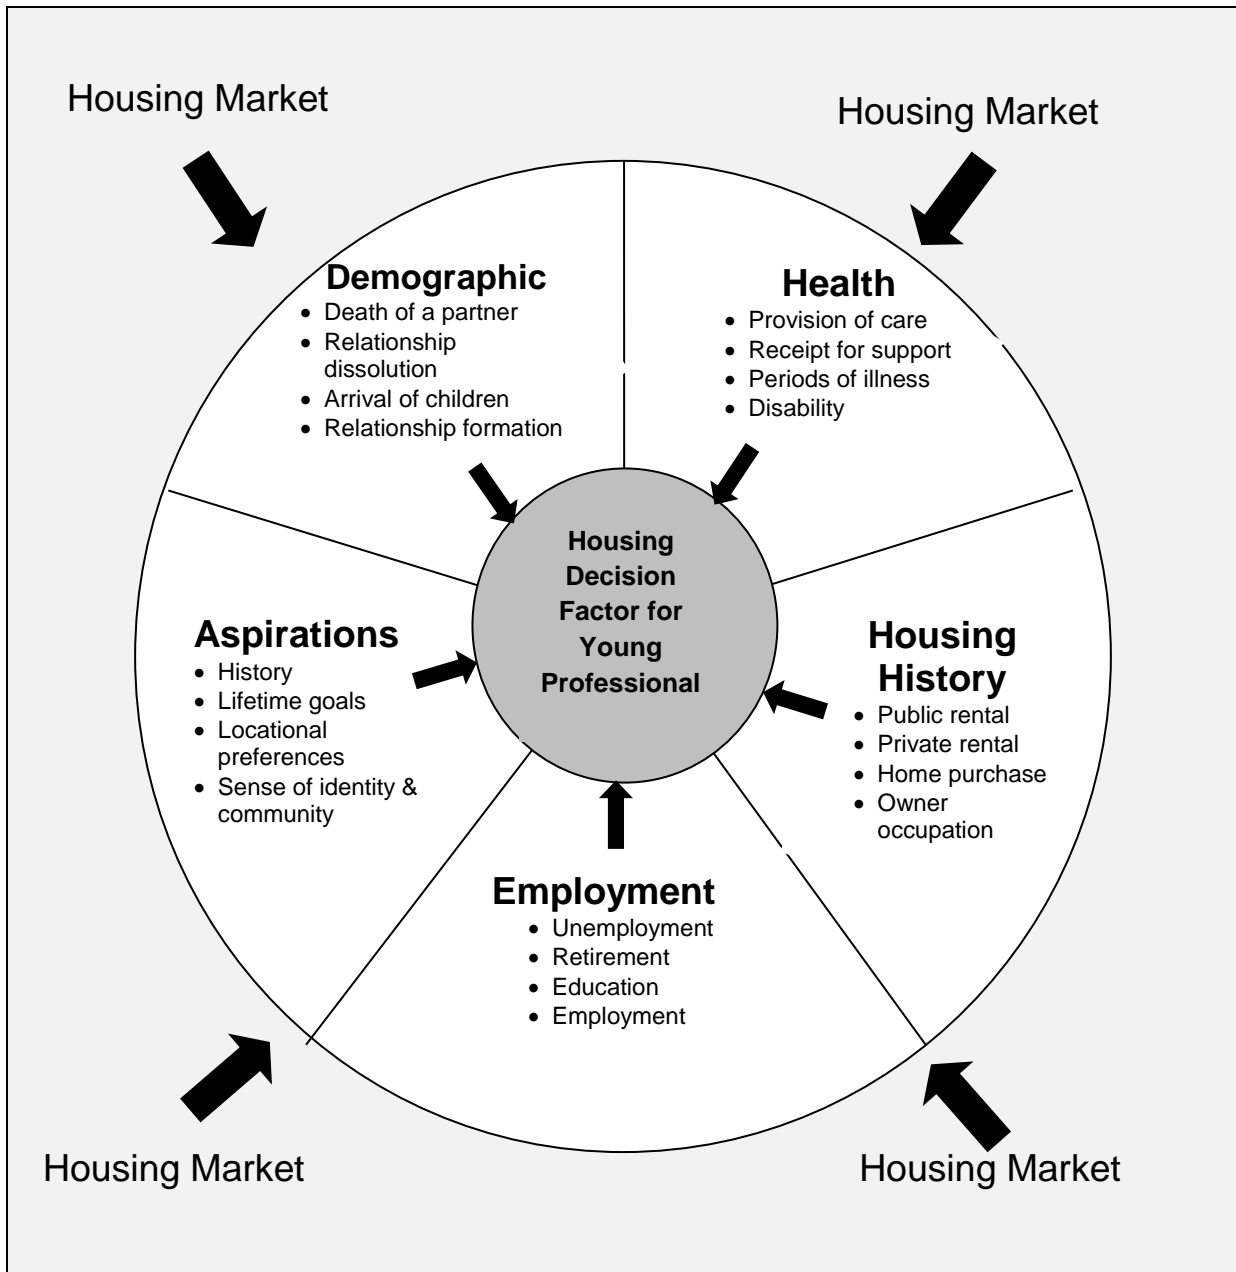 Housing Market
Housing Market
Demographic
• Death of a partner
• Relationship
dissolution
• Arrival of children
• Relationship formation
Health
• Provision of care
• Receipt for support
• Periods of illness
• Disability
Housing
Decision
Factor for
Young
Professional
Aspirations
• History
• Lifetime goals
• Locational
preferences
• Sense of identity &
community
Housing
History
• Public rental
• Private rental
• Home purchase
• Owner
occupation
Employment
• Unemployment
• Retirement
• Education
• Employment
Housing Market
Housing Market